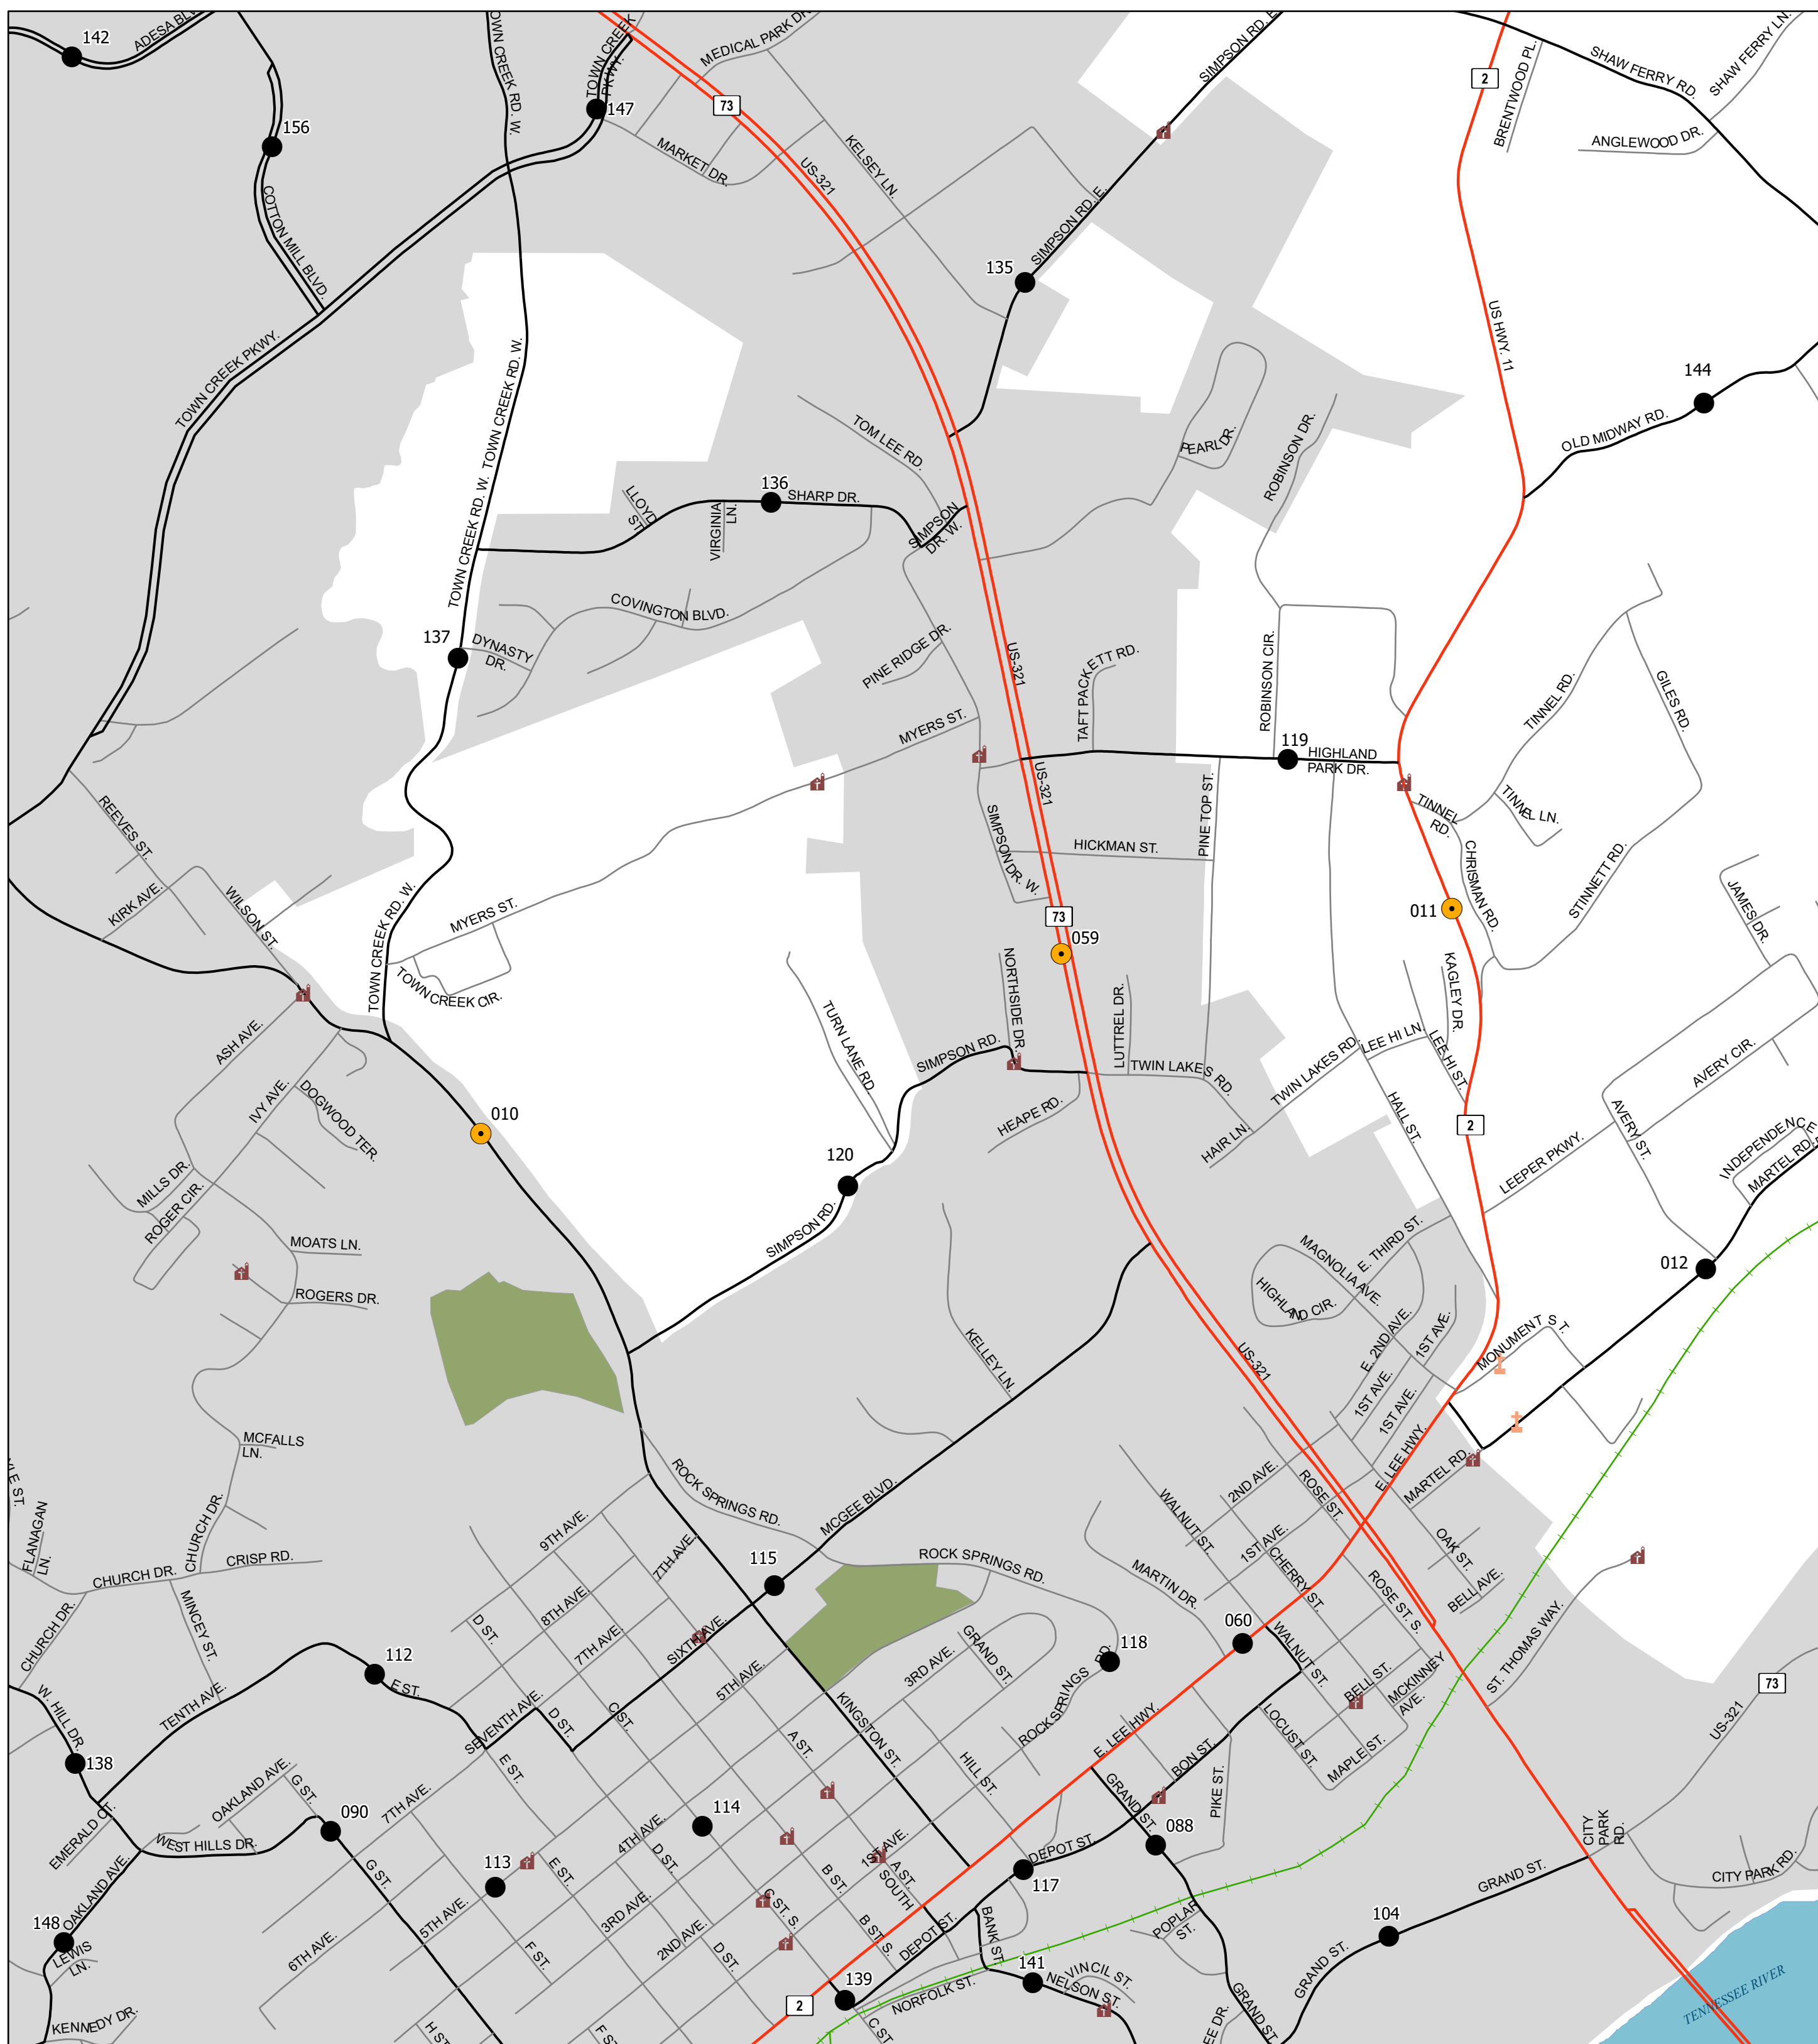 142
ADESA BLV
156
COTTON MILL BLVD.
TOWN CREEK RD. W.
TOWN CREEK
PKWY.
147
MEDICAL PARK DR
MARKET DR.
73
US-321
KELSEY LN.
SIMPSON RD. E.
SIMPSON RD. E.
135
2
BRENTWOOD PL.
SHAW FERRY RD.
SHAW FERRY LN.
ANGLEWOOD DR.
US HWY. 11
144
OLD MIDWAY RD.
TOWN CREEK PKWY.
TOWN CREEK RD. W.
TOWN CREEK RD. W.
TOM LEE RD.
PEARL DR.
ROBINSON DR.
136
SHARP DR.
LLOYD
ST.
VIRGINIA
LN.
SIMPSON
DR. W.
COVINGTON BLVD.
137
DYNASTY
DR.
PINE RIDGE DR.
US-321
TAFT PACKETT RD.
ROBINSON CIR.
MYERS ST.
US-321
119
HIGHLAND
PARK DR.
TINNEL RD.
GILES RD.
TINNEL
RD.
TINNEL LN.
REEVES ST.
KIRK AVE.
WILSON ST.
SIMPSON DR. W.
HICKMAN ST.
PINE TOP ST.
CHRISMAN RD.
STINNETT RD.
JAMES DR.
TOWN CREEK RD. W.
MYERS ST.
TOWN CREEK CIR.
73
059
011
NORTHSIDE DR.
LUTTREL DR.
KAGLEY DR.
ASH AVE.
IVY AVE.
DOGWOOD TER.
010
TURN LANE RD.
SIMPSON RD.
TWIN LAKES RD.
TWIN LAKES RD.
LEE HI LN.
LEE HI ST.
AVERY CIR.
HEAPE RD.
HAIR LN.
HALL ST.
2
AVERY ST.
LEEPER PKWY.
INDEPENDENCE
MARTEL RD.
120
SIMPSON RD.
MILLS DR.
ROGER CIR.
MOATS LN.
ROGERS DR.
E. THIRD ST.
MAGNOLIA AVE.
HIGHLAND CIR.
012
KELLEY LN.
US-321
E. 2ND AVE.
1ST AVE.
1ST AVE.
1ST AVE.
MONUMENT ST.
MCFALLS
LN.
FLANAGAN
LN.
CHURCH DR.
CHURCH DR.
CRISP RD.
CHURCH DR.
MINCEY ST.
ROCK SPRINGS RD.
MCGEE BLVD.
115
ROCK SPRINGS RD.
9TH AVE.
8TH AVE.
7TH AVE.
7TH AVE.
SIXTH AVE.
D ST.
WALNUT ST.
2ND AVE.
ROSE ST.
E. LEE HWY.
MARTEL RD.
1ST AVE.
CHERRY ST.
OAK ST.
BELL AVE.
MARTIN DR.
ROSE ST. S.
ST. THOMAS WAY.
060
118
WALNUT ST.
BELL ST.
MCKINNEY
AVE.
112
E ST.
TENTH AVE.
W. HILL DR.
138
SEVENTH AVE.
D ST.
C ST.
5TH AVE.
3RD AVE.
GRAND ST.
ROCK SPRINGS
RD.
KINGSTON ST.
A ST.
HILL ST.
E. LEE HWY.
LOCUST ST.
MAPLE ST.
73
US-321
OAKLAND AVE.
G ST.
090
E ST.
7TH AVE.
EMERALD CT.
WEST HILLS DR.
OAKLAND AVE.
148
LEWIS
LN.
KENNEDY DR.
114
4TH AVE.
113
5TH AVE.
6TH AVE.
G ST.
E ST.
D ST.
B ST.
1ST AVE.
A ST.
SOUTH
BON ST.
PIKE ST.
GRAND ST.
088
DEPOT ST.
117
CITY
PARK
RD.
CITY PARK RD.
GRAND ST.
104
3RD AVE.
2ND AVE.
C ST. S.
B ST. S.
D ST.
F ST.
DEPOT ST.
BANK ST.
POPLAR
ST.
GRAND ST.
141
VINCIL ST.
NELSON ST.
139
NORFOLK ST.
2
GRAND ST.
EE DR.
H ST
F S
C ST
TENNESSEE RIVER